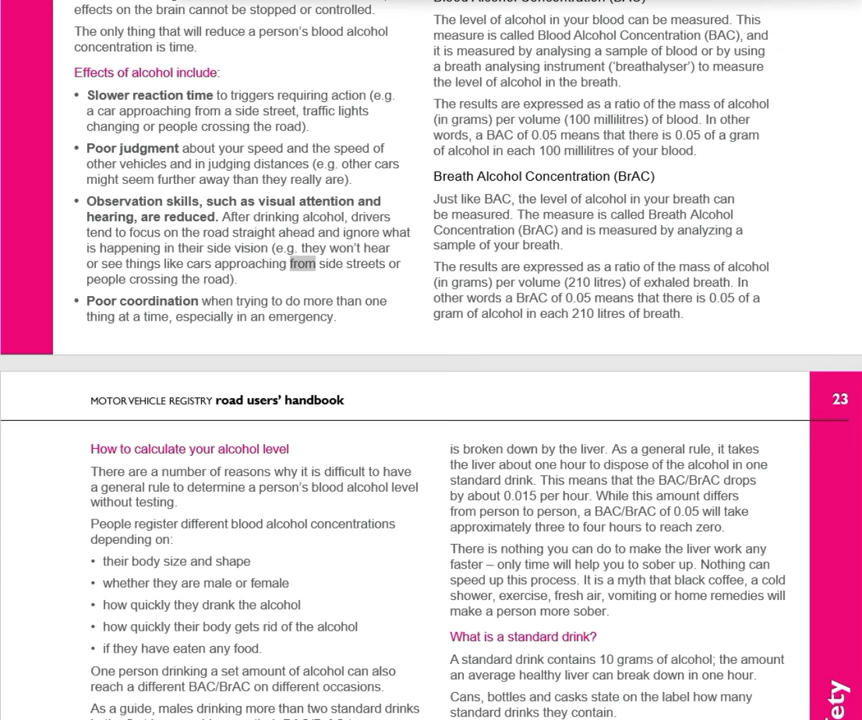 effects on the brain cannot be stopped or controlled.
The only thing that will reduce a person's blood alcohol
concentration is time.
Effects of alcohol include:
• Slower reaction time to triggers requiring action (e.g.
a car approaching from a side street, traffic lights
changing or people crossing the road).
• Poor judgment about your speed and the speed of
other vehicles and in judging distances (e.g. other cars
might seem further away than they really are).
• Observation skills, such as visual attention and
hearing, are reduced. After drinking alcohol, drivers
tend to focus on the road straight ahead and ignore what
is happening in their side vision (e.g. they won't hear
or see things like cars approaching from side streets or
people crossing the road).
• Poor coordination when trying to do more than one
thing at a time, especially in an emergency.
The level of alcohol in your blood can be measured. This
measure is called Blood Alcohol Concentration (BAC), and
it is measured by analysing a sample of blood or by using
a breath analysing instrument ('breathalyser') to measure
the level of alcohol in the breath.
The results are expressed as a ratio of the mass of alcohol
(in grams) per volume (100 millilitres) of blood. In other
words, a BAC of 0.05 means that there is 0.05 of a gram
of alcohol in each 100 millilitres of your blood.
Breath Alcohol Concentration (BrAC)
Just like BAC, the level of alcohol in your breath can
be measured. The measure is called Breath Alcohol
Concentration (BrAC) and is measured by analyzing a
sample of your breath.
The results are expressed as a ratio of the mass of alcohol
(in grams) per volume (210 litres) of exhaled breath. In
other words a BrAC of 0.05 means that there is 0.05 of a
gram of alcohol in each 210 litres of breath.
MOTOR VEHICLE REGISTRY road users' handbook
23
How to calculate your alcohol level
There are a number of reasons why it is difficult to have
a general rule to determine a person's blood alcohol level
without testing.
People register different blood alcohol concentrations
depending on:
• their body size and shape
• whether they are male or female
• how quickly they drank the alcohol
• how quickly their body gets rid of the alcohol
• if they have eaten any food.
One person drinking a set amount of alcohol can also
reach a different BAC/BrAC on different occasions.
As a guide, males drinking more than two standard drinks
is broken down by the liver. As a general rule, it takes
the liver about one hour to dispose of the alcohol in one
standard drink. This means that the BAC/BrAC drops
by about 0.015 per hour. While this amount differs
from person to person, a BAC/BrAC of 0.05 will take
approximately three to four hours to reach zero.
There is nothing you can do to make the liver work any
faster – only time will help you to sober up. Nothing can
speed up this process. It is a myth that black coffee, a cold
shower, exercise, fresh air, vomiting or home remedies will
make a person more sober.
What is a standard drink?
A standard drink contains 10 grams of alcohol; the amount
an average healthy liver can break down in one hour.
Cans, bottles and casks state on the label how many
standard drinks they contain.